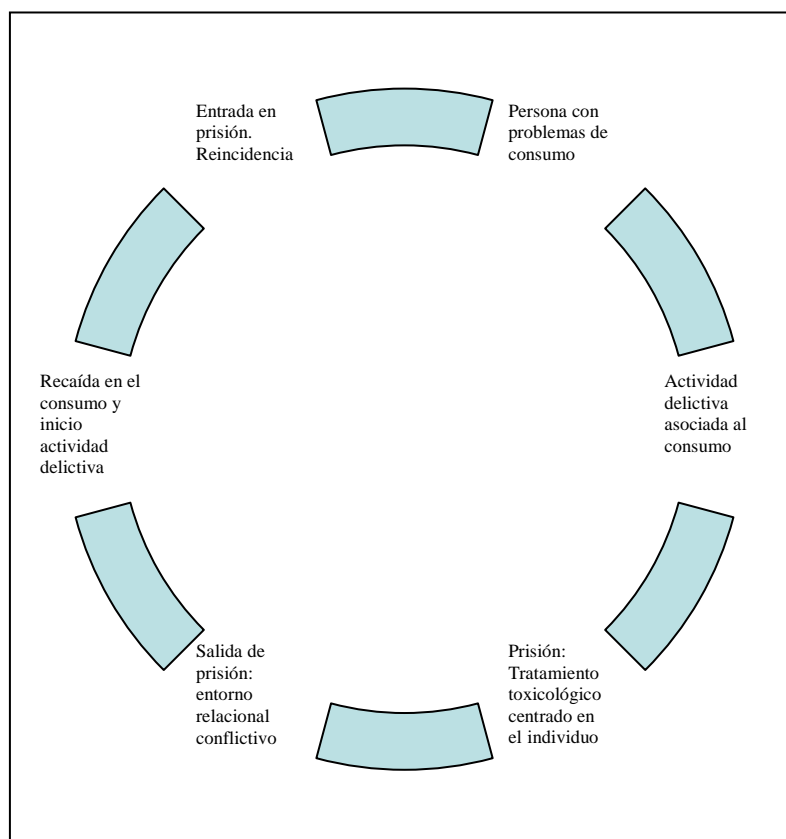 Entrada en
prisión.
Reincidencia
Persona con
problemas de
consumo
Actividad
delictiva
asociada al
consumo
Prisión:
Tratamiento
toxicológico
centrado en
el individuo
Salida de
prisión:
entorno
relacional
conflictivo
Recaída en el
consumo y
inicio
actividad
delictiva